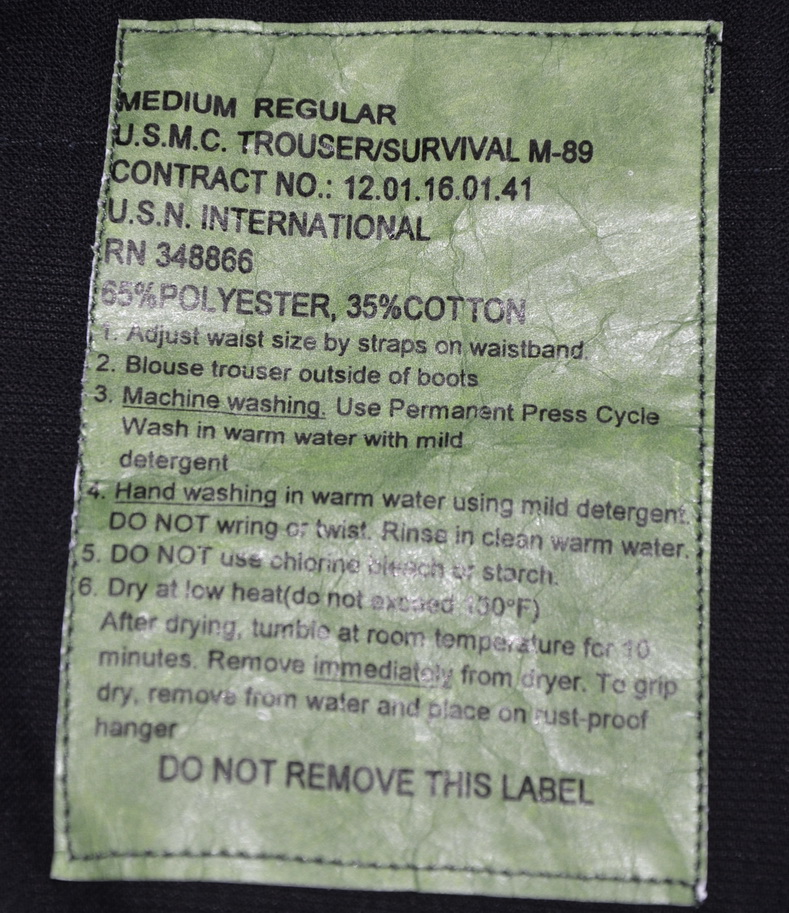 MEDIUM REGULAR
U.S.M.C. TROUSER/SURVIVAL M-89
CONTRACT NO.: 12.01.16.01.41
U.S.N. INTERNATIONAL
RN 348866
65%POLYESTER, 35%COTTON
1. Adjust waist size by straps on waistband.
2. Blouse trouser outside of boots
3. Machine washing. Use Permanent Press Cycle
Wash in warm water with mild
detergent
4. Hand washing in warm water using mild detergent.
DO NOT wring or twist. Rinse in clean warm water.
5. DO NOT use chlorine bleach or starch.
6. Dry at low heat(do not exceed
After drying, tumble at room temperature for 10
minutes. Remove immediately from dryer. To grip
dry, remove from water and place on rust-proof
hanger
DO NOT REMOVE THIS LABEL